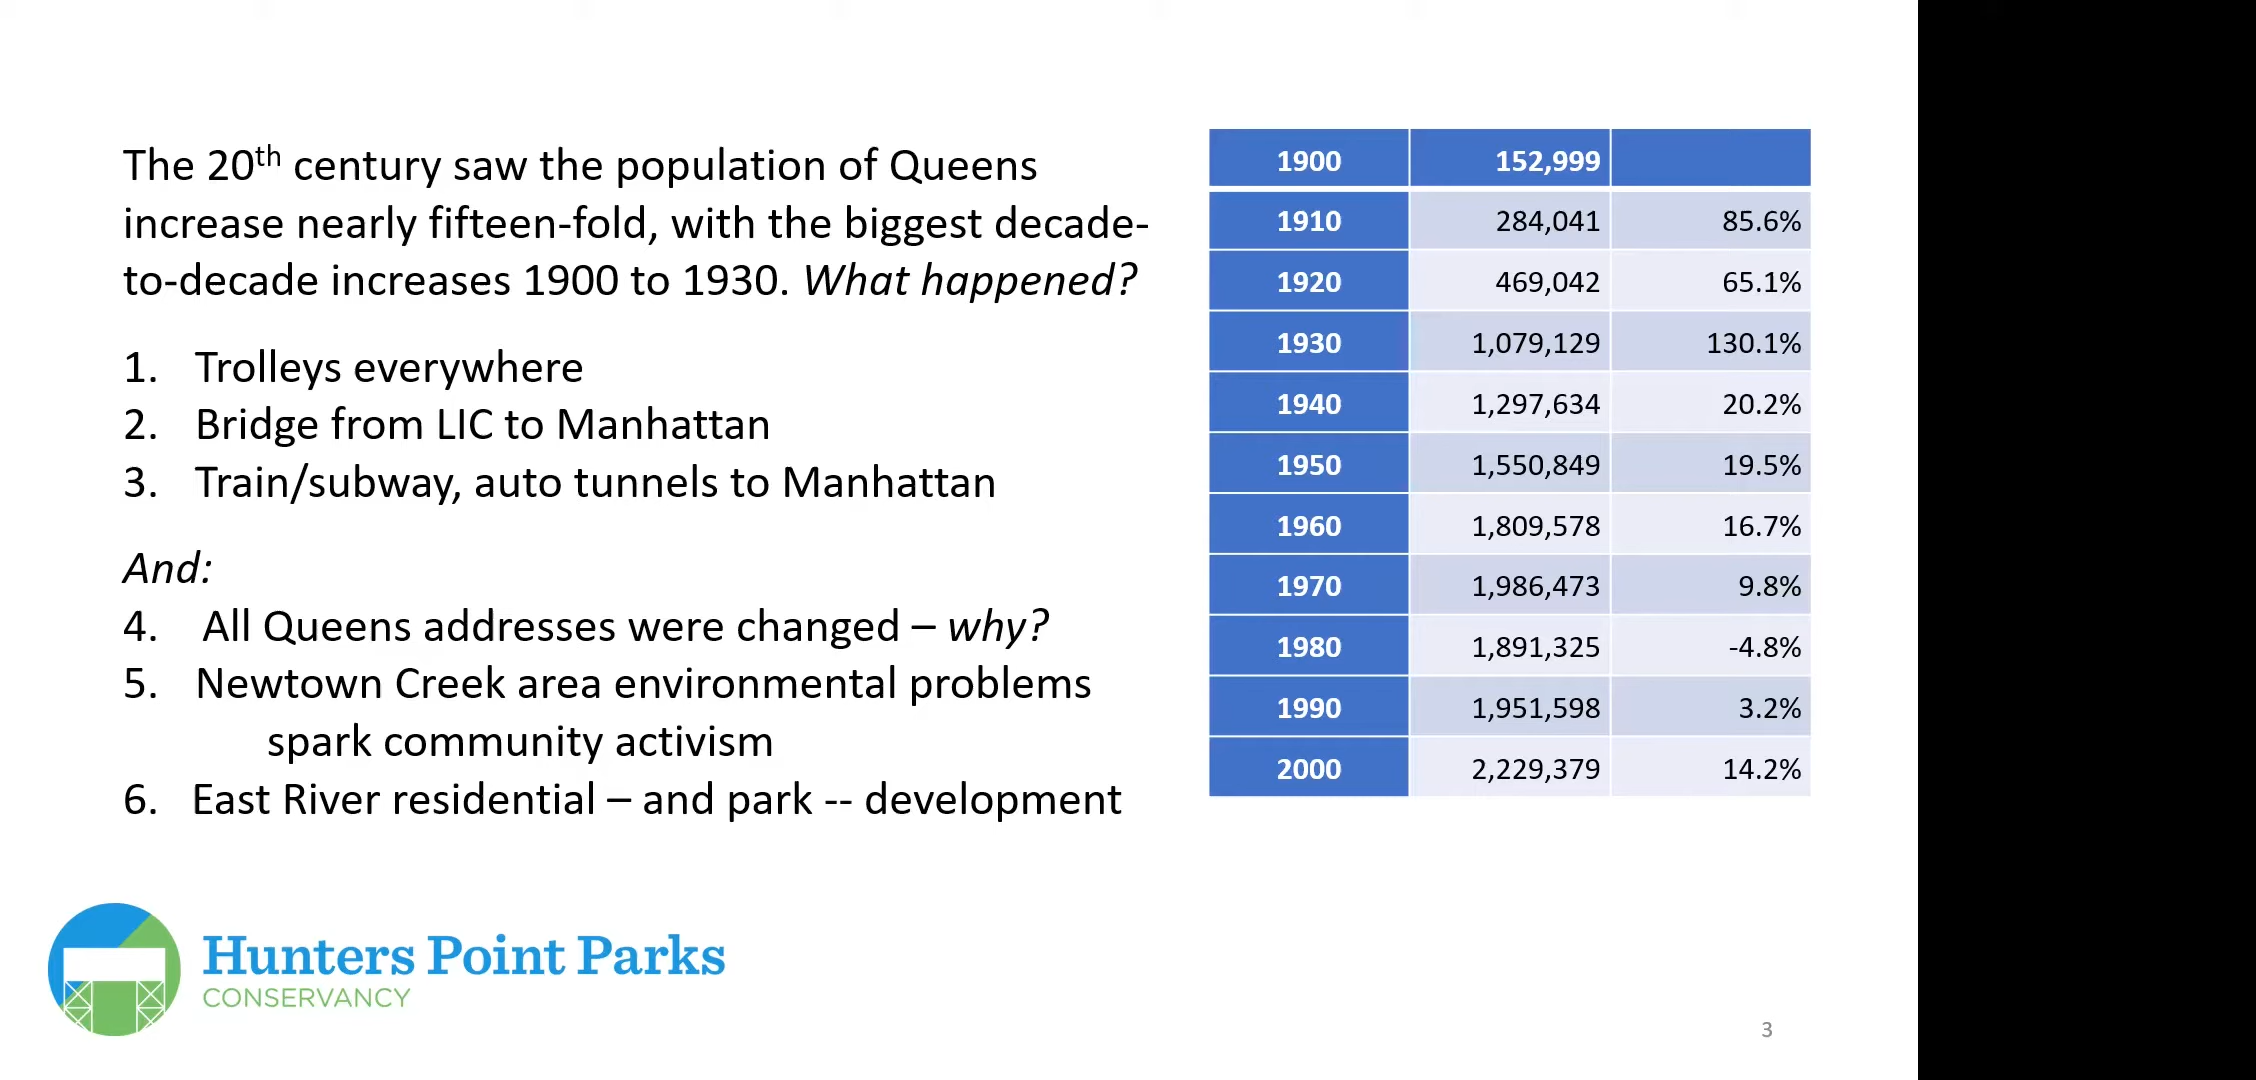 The 20th century saw the population of Queens
increase nearly fifteen-fold, with the biggest decade-
to-decade increases 1900 to 1930. What happened?
1. Trolleys everywhere
2. Bridge from LIC to Manhattan
3. Train/subway, auto tunnels to Manhattan
And:
4. All Queens addresses were changed – why?
5. Newtown Creek area environmental problems
spark community activism
6. East River residential – and park -- development
1900 152,999
1910 284,041 85.6%
1920 469,042 65.1%
1930 1,079,129 130.1%
1940 1,297,634 20.2%
1950 1,550,849 19.5%
1960 1,809,578 16.7%
1970 1,986,473 9.8%
1980 1,891,325 -4.8%
1990 1,951,598 3.2%
2000 2,229,379 14.2%
Hunters Point Parks
CONSERVANCY
3